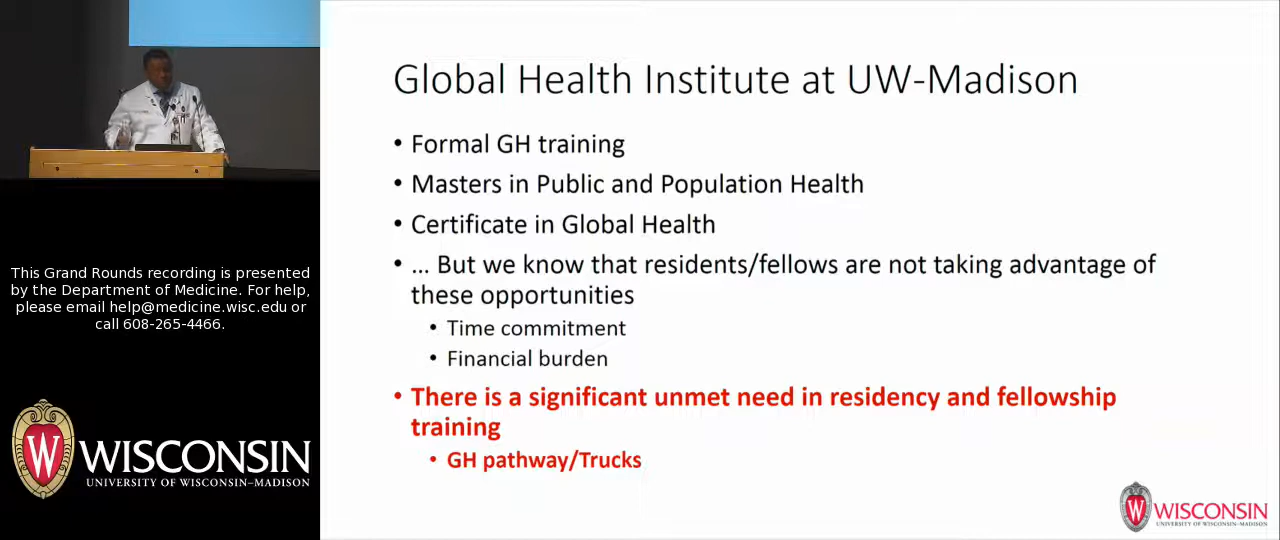 Global Health Institute at UW-Madison
• Formal GH training
• Masters in Public and Population Health
• Certificate in Global Health
• ... But we know that residents/fellows are not taking advantage of
these opportunities
• Time commitment
• Financial burden
• There is a significant unmet need in residency and fellowship
training
• GH pathway/Trucks
This Grand Rounds recording is presented
by the Department of Medicine. For help,
please email help@medicine.wisc.edu or
call 608-265-4466.
W
WISCONSIN
UNIVERSITY OF WISCONSIN–MADISON
W
WISCONSIN
UNIVERSITY OF WISCONSIN–MADISON